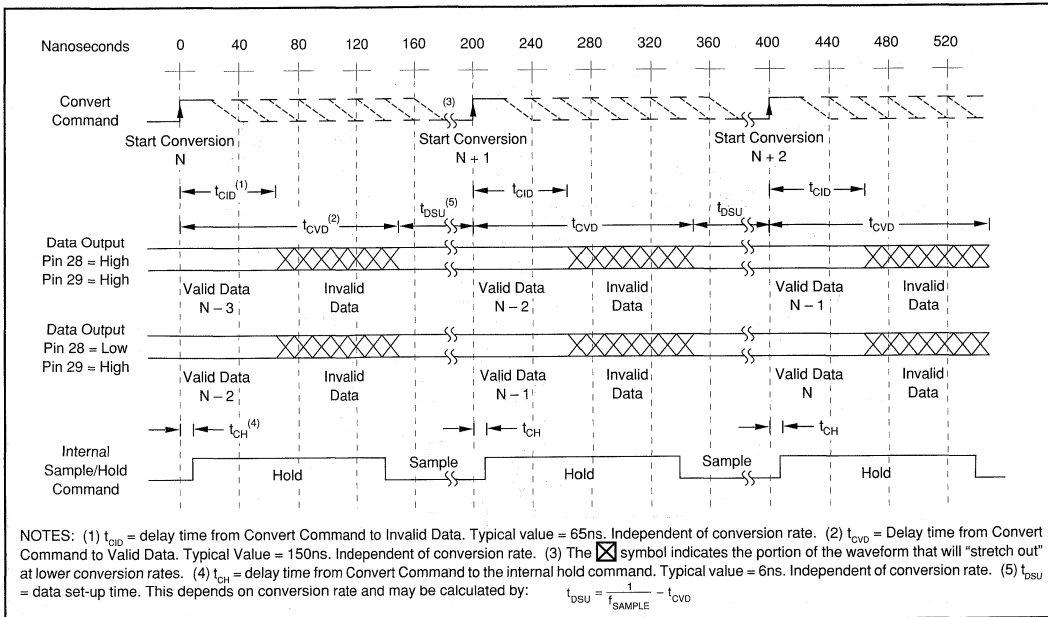 Nanoseconds 0 40 80 120 160 200 240 280 320 360 400 440 480 520
Convert Command
(3)
Start Conversion N
Start Conversion N + 1
Start Conversion N + 2
tCID(1) tCID tCID
tCVD(2) tDSU(5) tCVD tDSU tCVD
Data Output
Pin 28 = High
Pin 29 = High
Valid Data N – 3
Invalid Data
Valid Data N – 2
Invalid Data
Valid Data N – 1
Invalid Data
Data Output
Pin 28 = Low
Pin 29 = High
Valid Data N – 2
Invalid Data
Valid Data N – 1
Invalid Data
Valid Data N
Invalid Data
tCH(4) tCH tCH
Internal
Sample/Hold
Command
Hold Sample Hold Sample Hold
NOTES: (1) tCID = delay time from Convert Command to Invalid Data. Typical value = 65ns. Independent of conversion rate. (2) tCVD = Delay time from Convert
Command to Valid Data. Typical Value = 150ns. Independent of conversion rate. (3) The symbol indicates the portion of the waveform that will "stretch out"
at lower conversion rates. (4) tCH = delay time from Convert Command to the internal hold command. Typical value = 6ns. Independent of conversion rate. (5) tDSU
= data set-up time. This depends on conversion rate and may be calculated by: tDSU = 1/fSAMPLE – tCVD